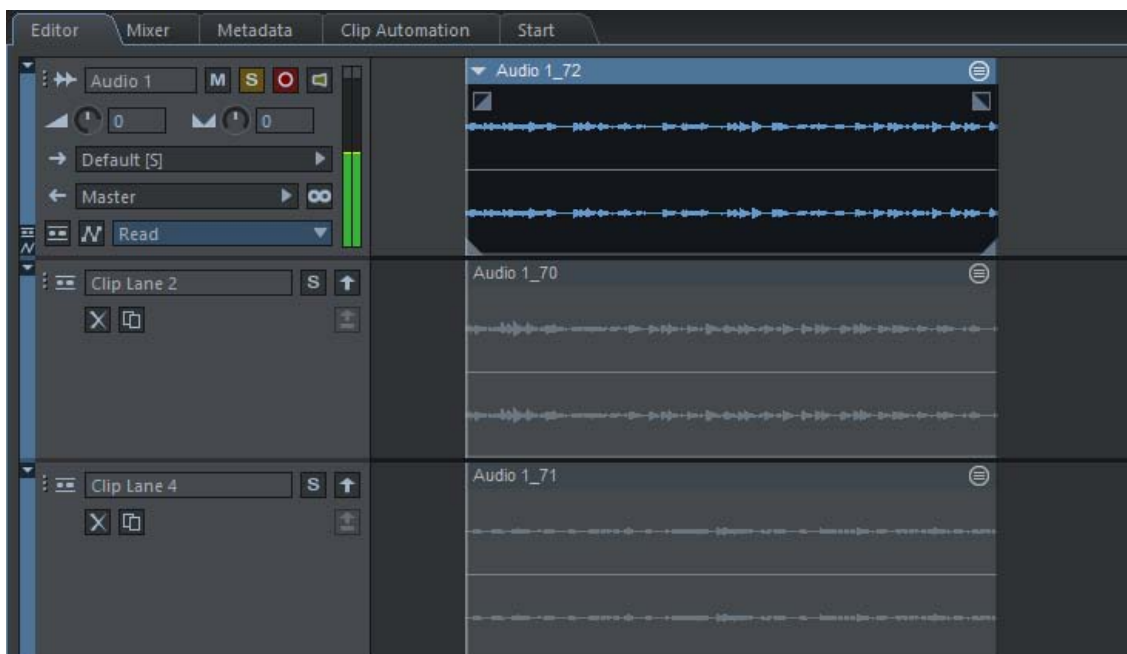 Editor Mixer Metadata Clip Automation Start
Audio 1 M S
Audio 1_72
0 0
Default [S]
Master
Read
Clip Lane 2 S
Audio 1_70
Clip Lane 4 S
Audio 1_71